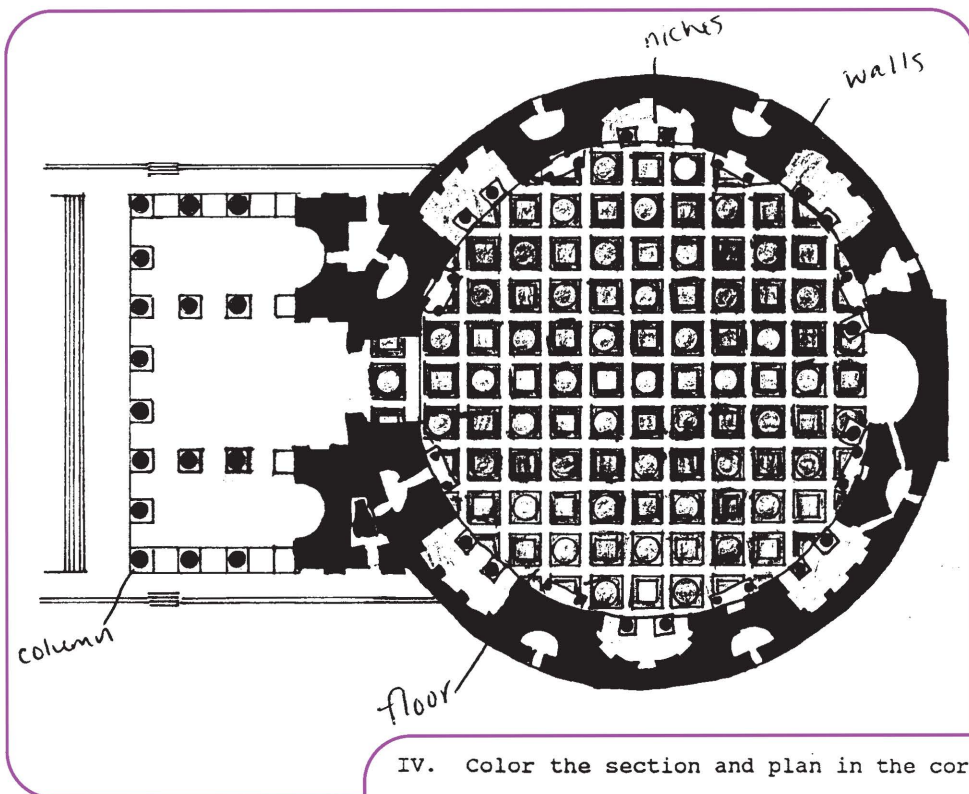 niches
walls
column
floor
IV. Color the section and plan in the cor